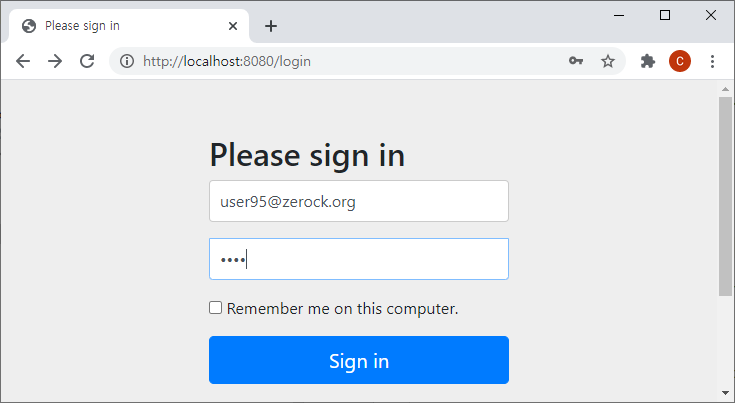 Please sign in
http://localhost:8080/login
C
Please sign in
user95@zerock.org
••••
Remember me on this computer.
Sign in